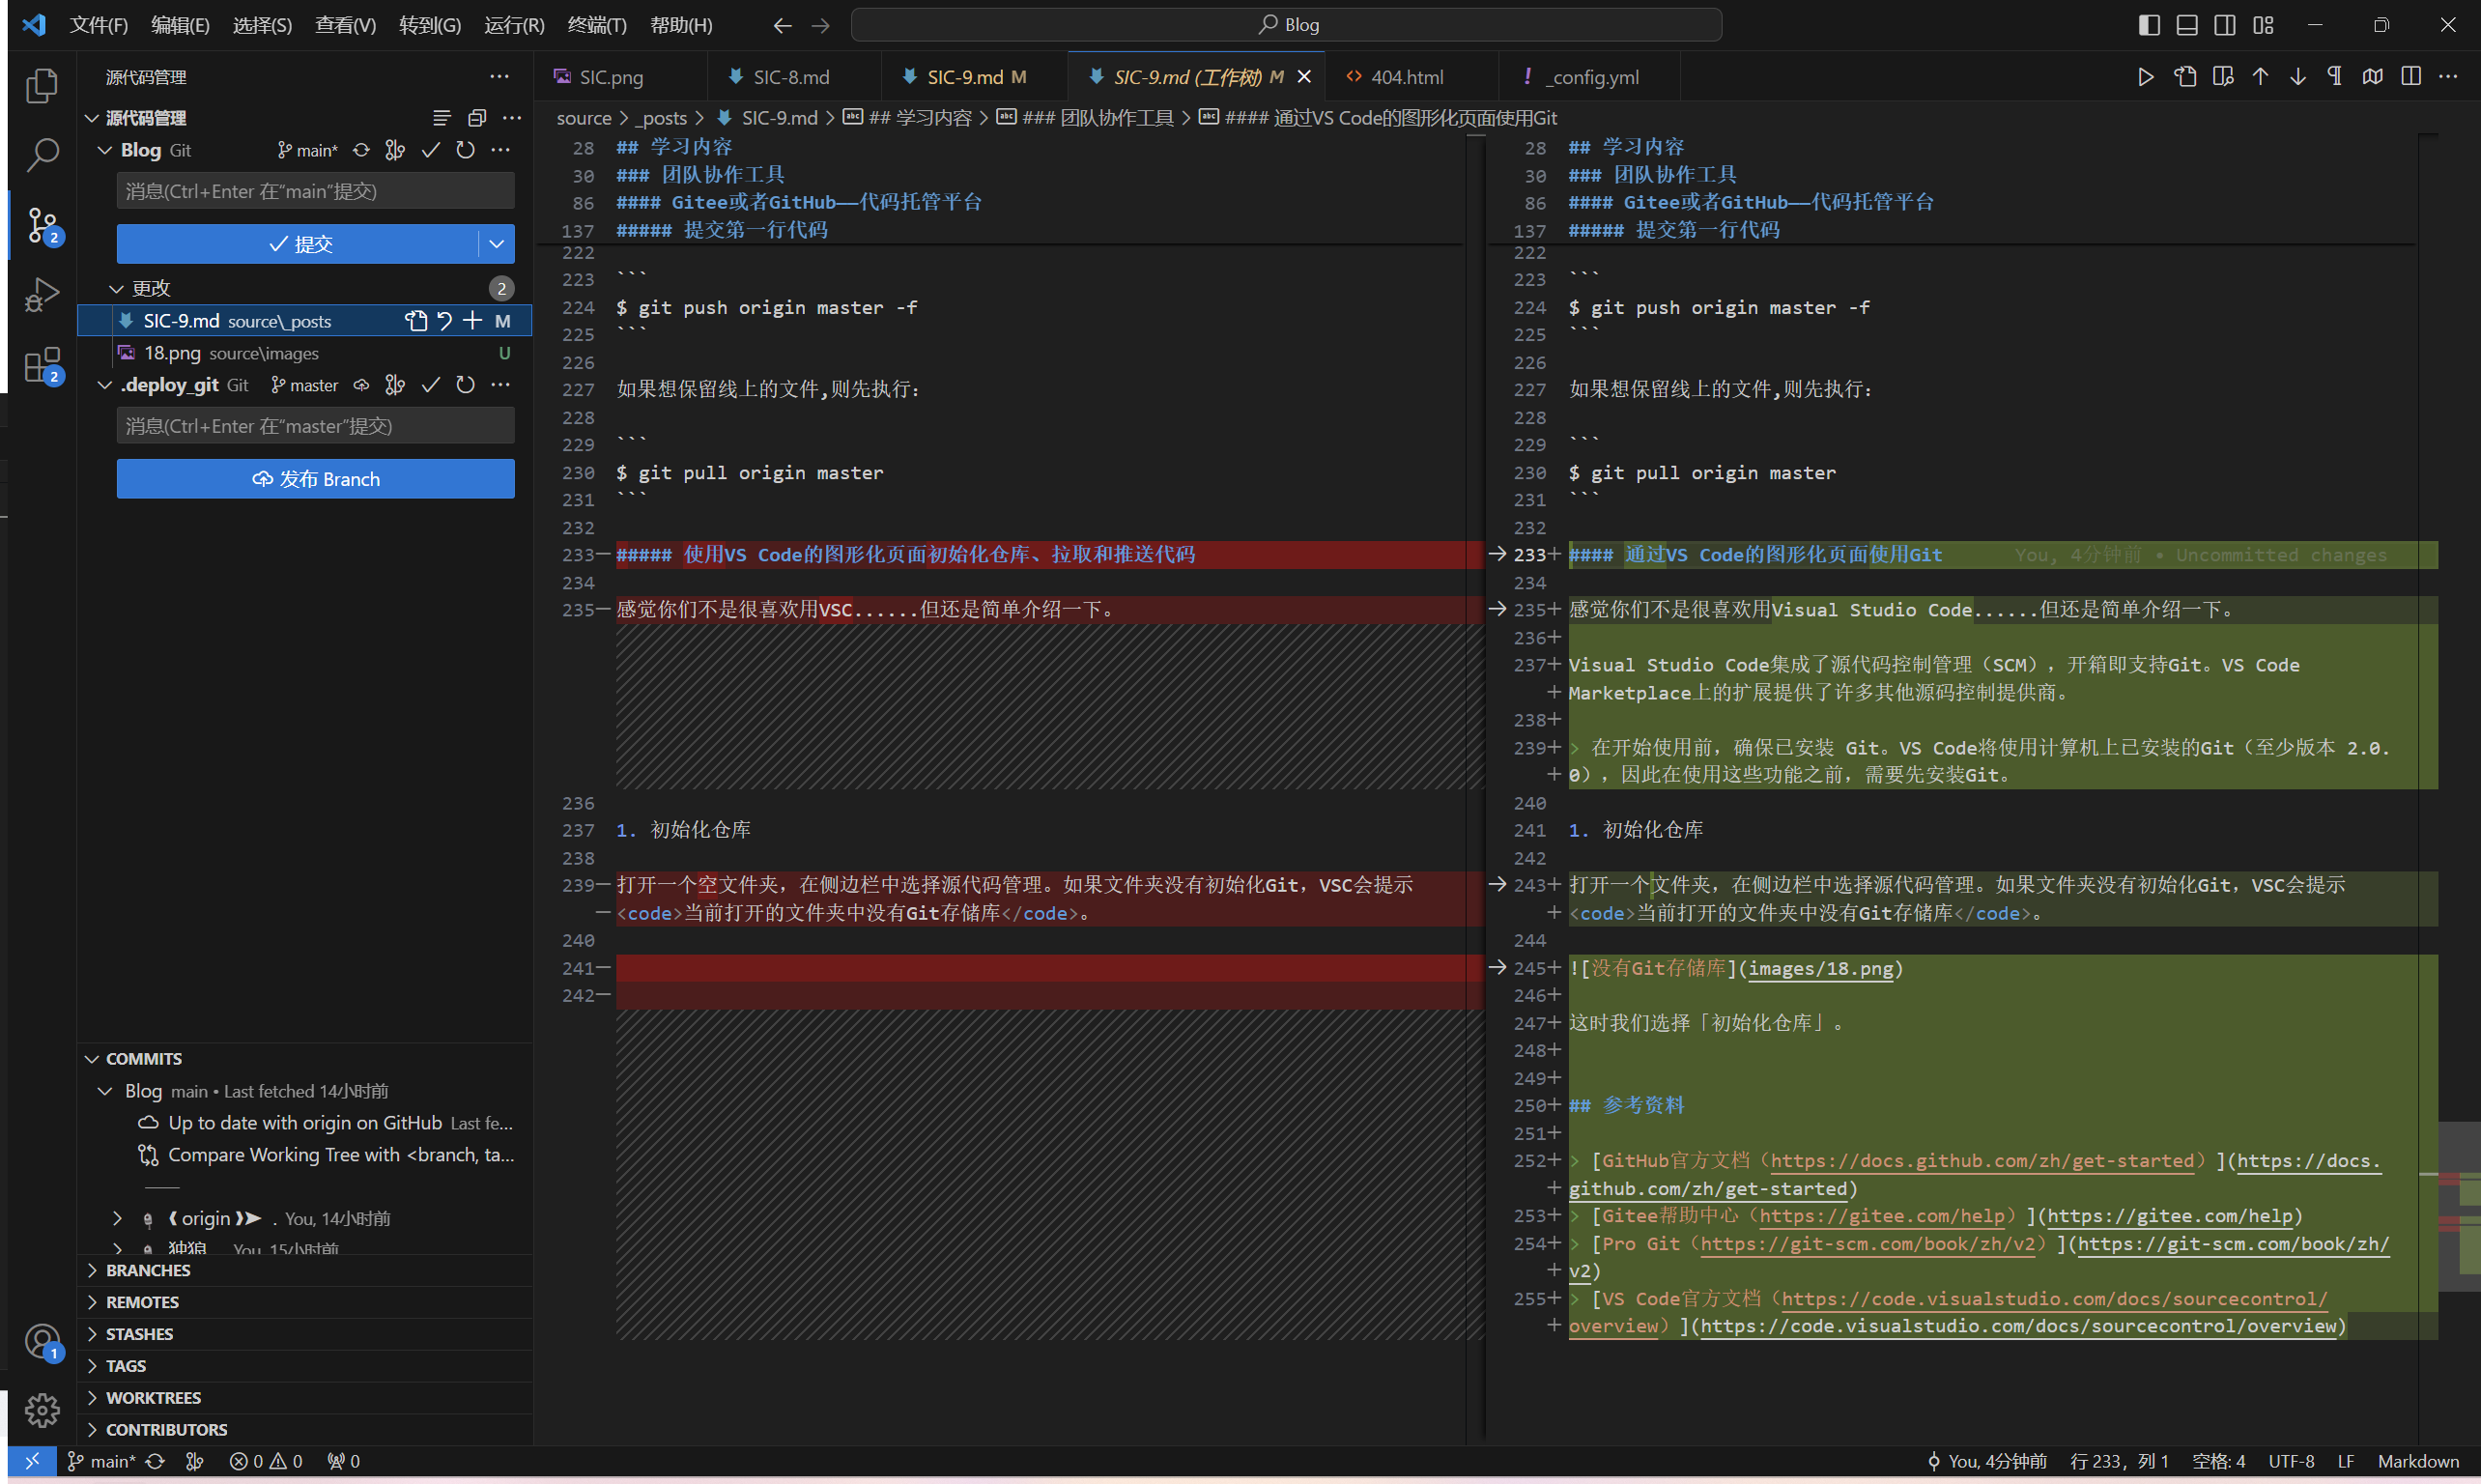 文件(F) 编辑(E) 选择(S) 查看(V) 转到(G) 运行(R) 终端(T) 帮助(H)
Blog
源代码管理
源代码管理
Blog Git main*
消息(Ctrl+Enter 在“main”提交)
提交
更改 2
SIC-9.md source\_posts M
18.png source\images U
.deploy_git Git master
消息(Ctrl+Enter 在“master”提交)
发布 Branch
2
2
1
COMMITS
Blog main • Last fetched 14小时前
Up to date with origin on GitHub Last fe...
Compare Working Tree with <branch, ta...
origin . You, 14小时前
独狼 You, 15小时前
BRANCHES
REMOTES
STASHES
TAGS
WORKTREES
CONTRIBUTORS
SIC.png SIC-8.md SIC-9.md M SIC-9.md (工作树) M 404.html ! _config.yml
source > _posts > SIC-9.md > ## 学习内容 > ### 团队协作工具 > #### 通过VS Code的图形化页面使用Git
28 ## 学习内容
30 ### 团队协作工具
86 #### Gitee或者GitHub——代码托管平台
137 ##### 提交第一行代码
222
223 ```
224 $ git push origin master -f
225 ```
226
227 如果想保留线上的文件,则先执行:
228
229 ```
230 $ git pull origin master
231 ```
232
233— ##### 使用VS Code的图形化页面初始化仓库、拉取和推送代码
234
235— 感觉你们不是很喜欢用VSC......但还是简单介绍一下。
236
237 1. 初始化仓库
238
239— 打开一个空文件夹，在侧边栏中选择源代码管理。如果文件夹没有初始化Git，VSC会提示
— <code>当前打开的文件夹中没有Git存储库</code>。
240
241—
242—
28 ## 学习内容
30 ### 团队协作工具
86 #### Gitee或者GitHub——代码托管平台
137 ##### 提交第一行代码
222
223 ```
224 $ git push origin master -f
225 ```
226
227 如果想保留线上的文件,则先执行:
228
229 ```
230 $ git pull origin master
231 ```
232
233+ #### 通过VS Code的图形化页面使用Git You, 4分钟前 • Uncommitted changes
234
235+ 感觉你们不是很喜欢用Visual Studio Code......但还是简单介绍一下。
236+
237+ Visual Studio Code集成了源代码控制管理（SCM），开箱即支持Git。VS Code
+ Marketplace上的扩展提供了许多其他源码控制提供商。
238+
239+ > 在开始使用前，确保已安装 Git。VS Code将使用计算机上已安装的Git（至少版本 2.0.
+ 0），因此在使用这些功能之前，需要先安装Git。
240
241 1. 初始化仓库
242
243+ 打开一个文件夹，在侧边栏中选择源代码管理。如果文件夹没有初始化Git，VSC会提示
+ <code>当前打开的文件夹中没有Git存储库</code>。
244
245+ ![没有Git存储库](images/18.png)
246+
247+ 这时我们选择「初始化仓库」。
248+
249+
250+ ## 参考资料
251+
252+ > [GitHub官方文档（https://docs.github.com/zh/get-started）](https://docs.
+ github.com/zh/get-started)
253+ > [Gitee帮助中心（https://gitee.com/help）](https://gitee.com/help)
254+ > [Pro Git（https://git-scm.com/book/zh/v2）](https://git-scm.com/book/zh/
+ v2)
255+ > [VS Code官方文档（https://code.visualstudio.com/docs/sourcecontrol/
+ overview）](https://code.visualstudio.com/docs/sourcecontrol/overview)
main* 0 0 0 You, 4分钟前 行 233，列 1 空格: 4 UTF-8 LF Markdown